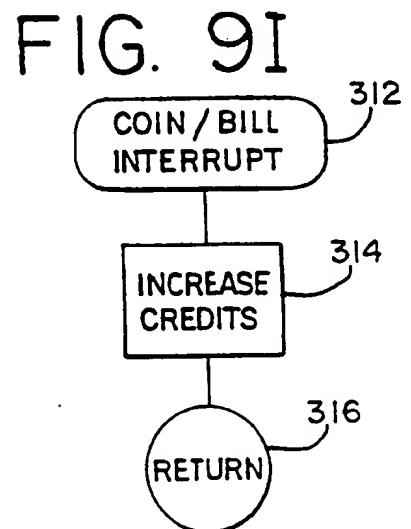 FIG. 9I
312
COIN / BILL
INTERRUPT
314
INCREASE
CREDITS
316
RETURN